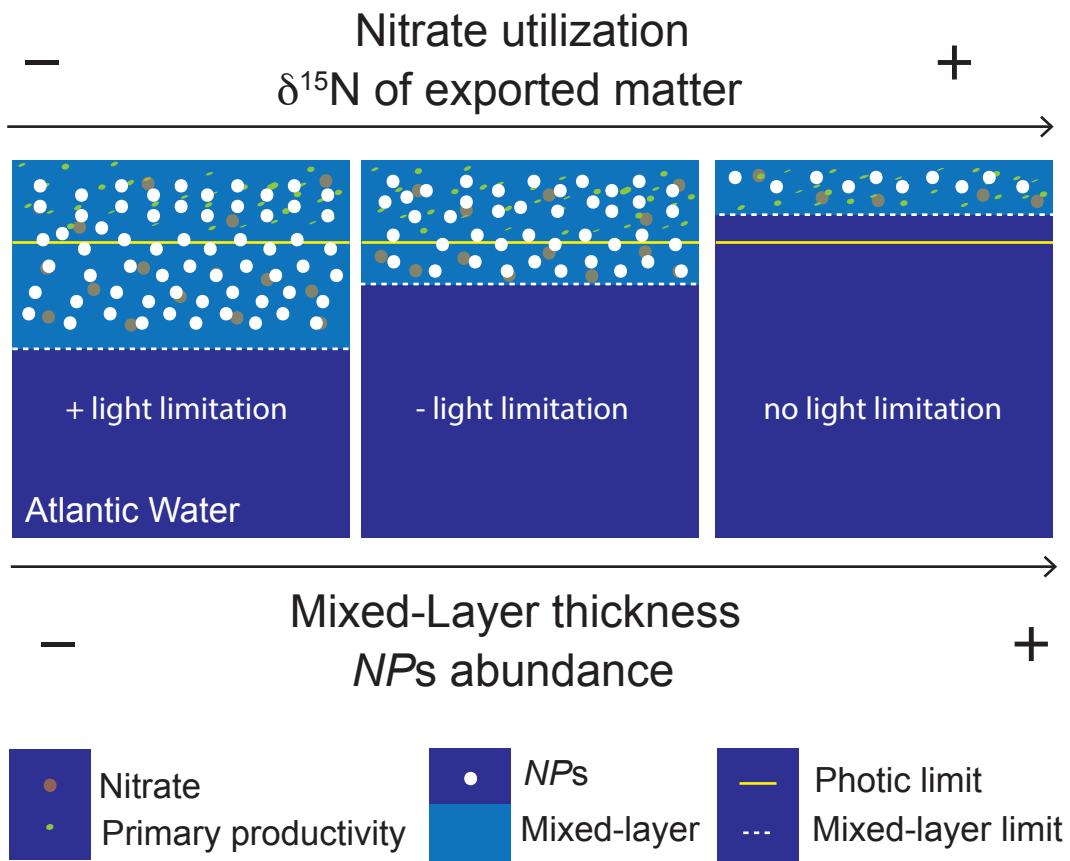 Nitrate utilization
− δ¹⁵N of exported matter +
+ light limitation
- light limitation
no light limitation
Atlantic Water
Mixed-Layer thickness
− NPs abundance +
Nitrate
Primary productivity
NPs
Mixed-layer
Photic limit
Mixed-layer limit